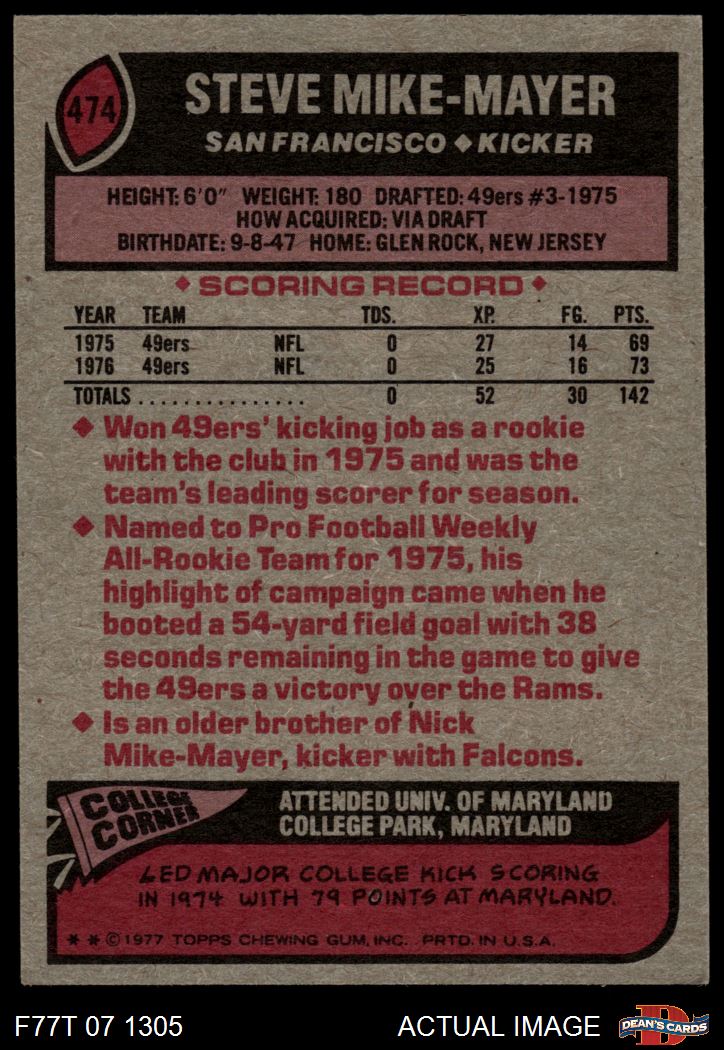 474
STEVE MIKE-MAYER
SAN FRANCISCO ◆ KICKER
HEIGHT: 6'0" WEIGHT: 180 DRAFTED: 49ers #3-1975
HOW ACQUIRED: VIA DRAFT
BIRTHDATE: 9-8-47 HOME: GLEN ROCK, NEW JERSEY
◆ SCORING RECORD ◆
YEAR TEAM TDS. XP. FG. PTS.
1975 49ers NFL 0 27 14 69
1976 49ers NFL 0 25 16 73
TOTALS ............... 0 52 30 142
◆ Won 49ers' kicking job as a rookie
with the club in 1975 and was the
team's leading scorer for season.
◆ Named to Pro Football Weekly
All-Rookie Team for 1975, his
highlight of campaign came when he
booted a 54-yard field goal with 38
seconds remaining in the game to give
the 49ers a victory over the Rams.
◆ Is an older brother of Nick
Mike-Mayer, kicker with Falcons.
COLLEGE
CORNER
ATTENDED UNIV. OF MARYLAND
COLLEGE PARK, MARYLAND
LED MAJOR COLLEGE KICK SCORING
IN 1974 WITH 79 POINTS AT MARYLAND.
* * © 1977 TOPPS CHEWING GUM, INC. PRTD. IN U.S.A.
F77T 07 1305 ACTUAL IMAGE
D
DEAN'S CARDS